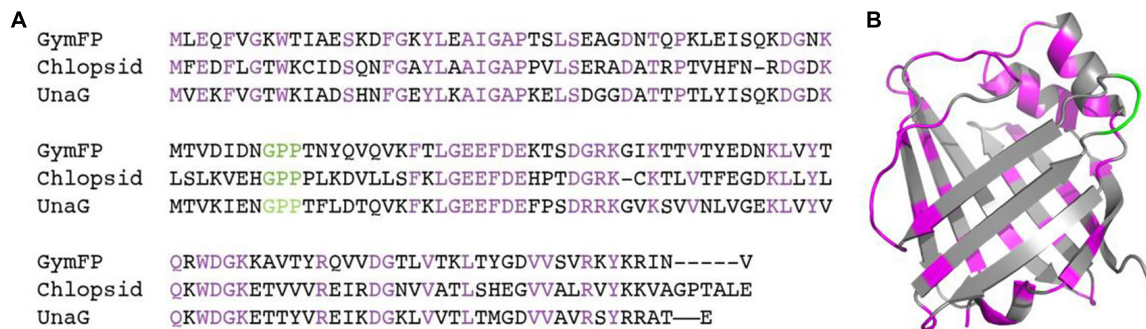 A
B
GymFP MLEQFVGKWTIAESKDFGKYLEAIGAPTSLSEAGDNTQPKLEISQKDGNK
Chlopsid MFEDFLGTWKCIDSQNFGAYLAAIGAPPVLSERADATRPTVHFN-RDGDK
UnaG MVEKFVGTWKIADSHNFGEYLKAIGAPKELSDGGDATTPTLYISQKDGDK
GymFP MTVDIDNGPPTNYQVQVKFTLGEEFDEKTSDGRKGIKTTVTYEDNKLVYT
Chlopsid LSLKVEHGPPPLKDVLLSFKLGEEFDEHPTDGRK-CKTLVTFEGDKLLYL
UnaG MTVKIENGPPTFLDTQVKFKLGEEFDEFPSDRRKGVKSVVNLVGEKLVYV
GymFP QRWDGKKAVTYRQVVDGTLVTKLTYGDVVSVRKYKRIN-----V
Chlopsid QKWDGKETVVVREIRDGNVVATLSHEGVVALRVYKKVAGPTALE
UnaG QKWDGKETTYVREIKDGKLVVTLTMGDVVAVRSYRRAT——E